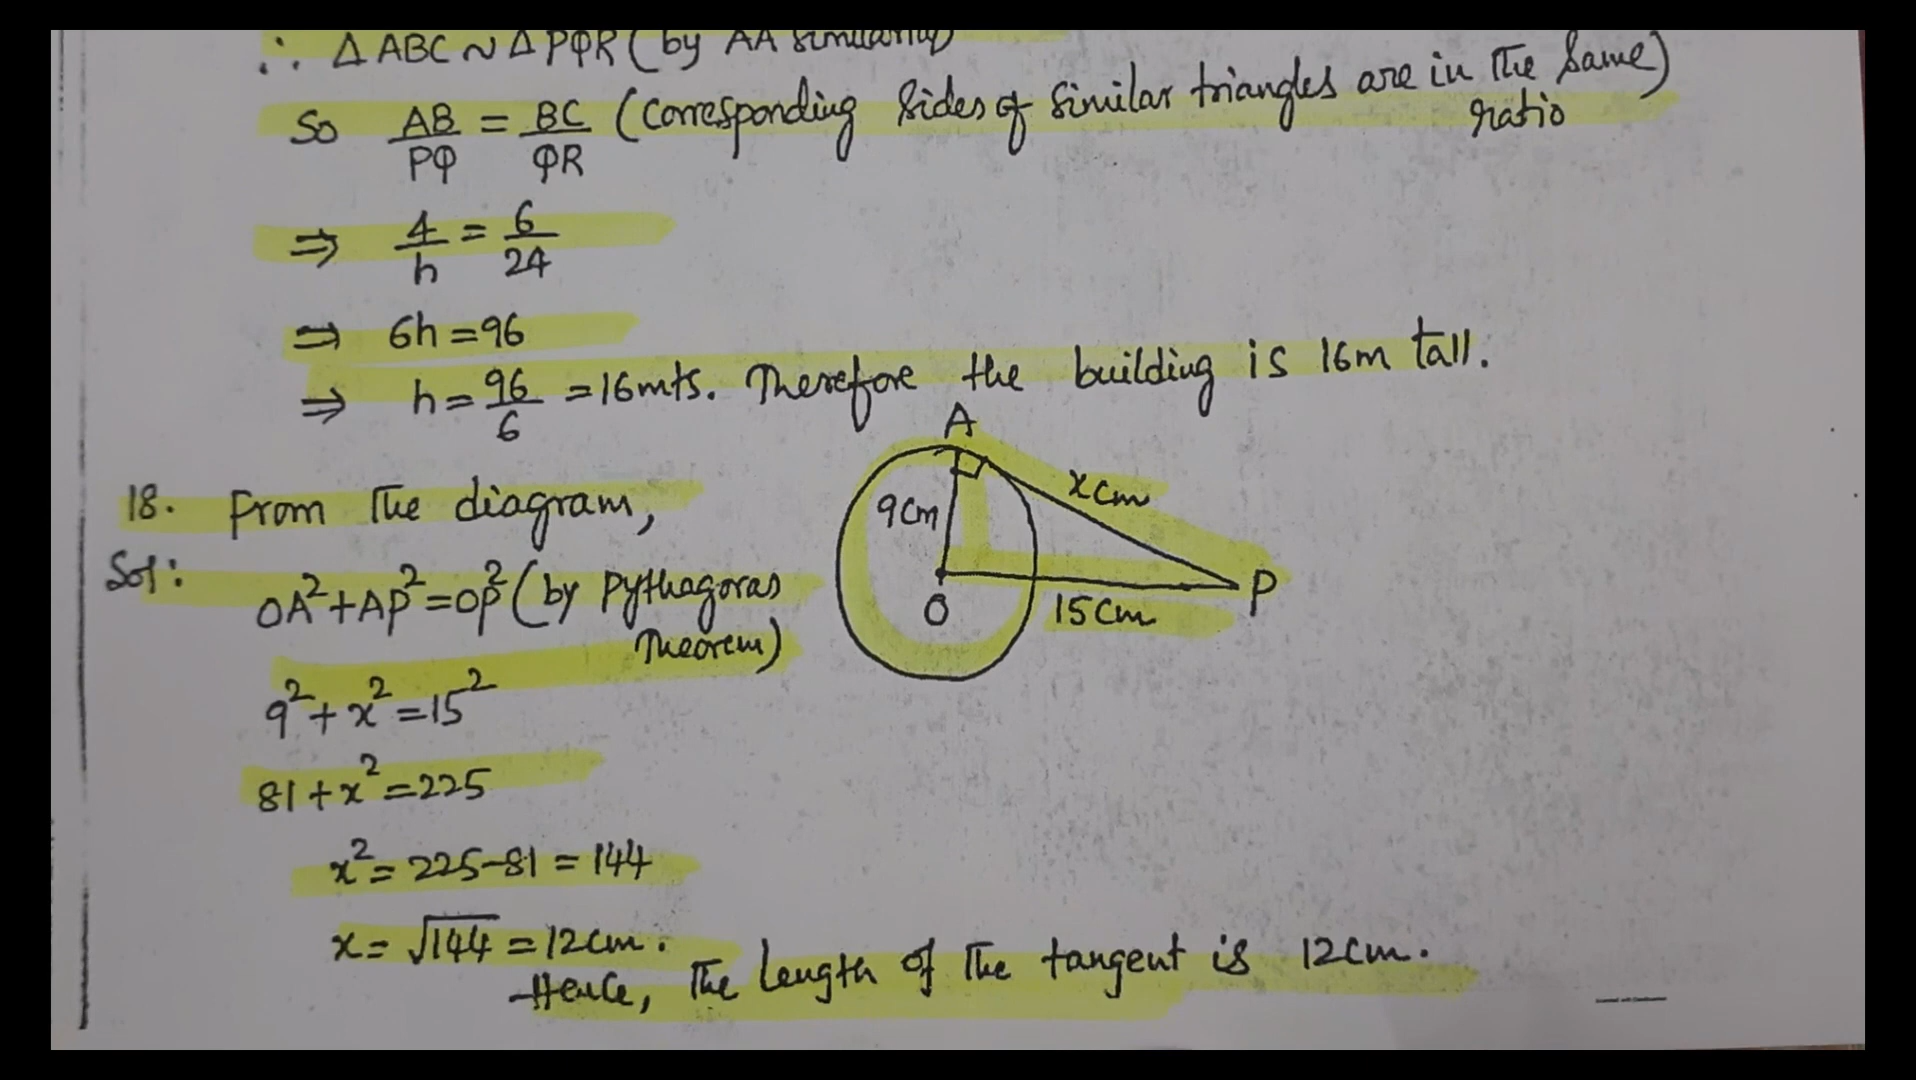 ∴ Δ ABC ~ Δ PQR ( by AA similarity)
So AB/PQ = BC/QR (Corresponding Sides of Similar triangles are in The Same ratio)
⇒ 4/h = 6/24
⇒ 6h = 96
⇒ h = 96/6 = 16mts. Therefore the building is 16m tall.
A
x cm
9cm
O
15cm
P
18. From The diagram,
Sol:
OA² + AP² = OP² (by Pythagoras Theorem)
9² + x² = 15²
81 + x² = 225
x² = 225-81 = 144
x = √144 = 12cm.
Hence, The length of The tangent is 12cm.